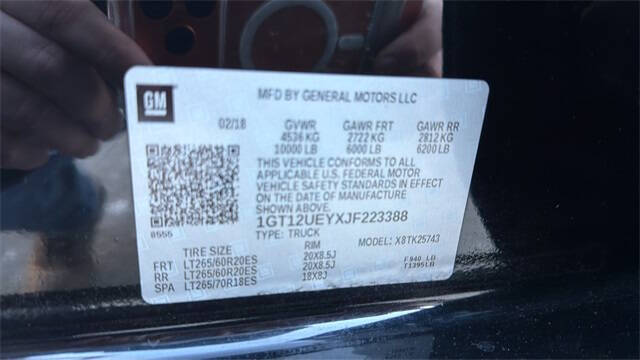 GM
MFD BY GENERAL MOTORS LLC
02/18 GVWR GAWR FRT GAWR RR
4536 KG 2722 KG 2812 KG
10000 LB 6000 LB 6200 LB
THIS VEHICLE CONFORMS TO ALL
APPLICABLE U.S. FEDERAL MOTOR
VEHICLE SAFETY STANDARDS IN EFFECT
ON THE DATE OF MANUFACTURE
SHOWN ABOVE.
1GT12UEYXJF223388
8555 TYPE: TRUCK MODEL: X8TK25743
TIRE SIZE RIM
FRT LT265/60R20ES 20X8.5J F940 LB
RR LT265/60R20ES 20X8.5J T1395LB
SPA LT265/70R18ES 18X8J